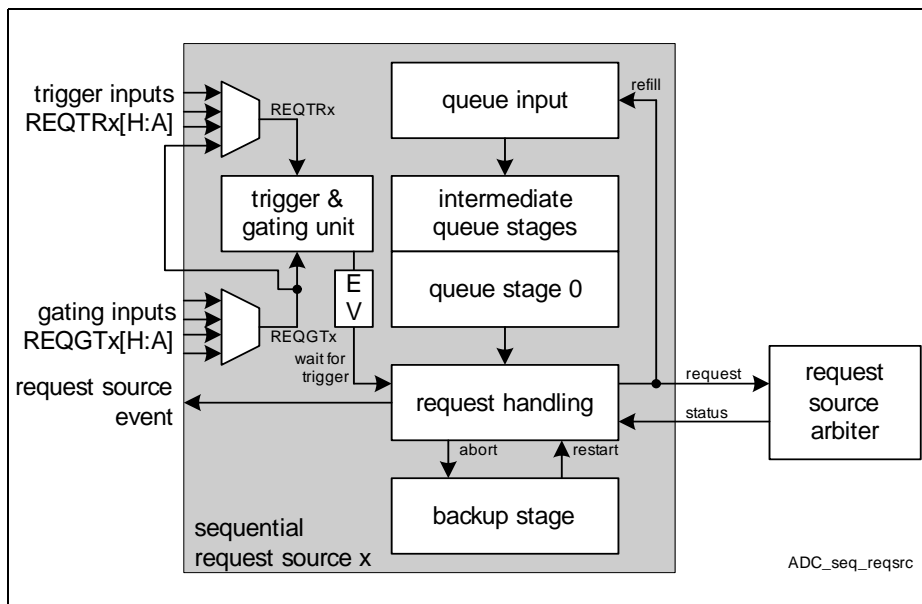 trigger inputs
REQTRx[H:A]
REQTRx
queue input
refill
trigger &
gating unit
intermediate
queue stages
queue stage 0
E
V
gating inputs
REQGTx[H:A]
REQGTx
wait for
trigger
request source
event
request handling
request
status
request
source
arbiter
abort
restart
backup stage
sequential
request source x
ADC_seq_reqsrc